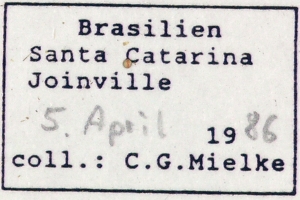 Brasilien
Santa Catarina
Joinville
5. April 1986
coll.: C.G.Mielke